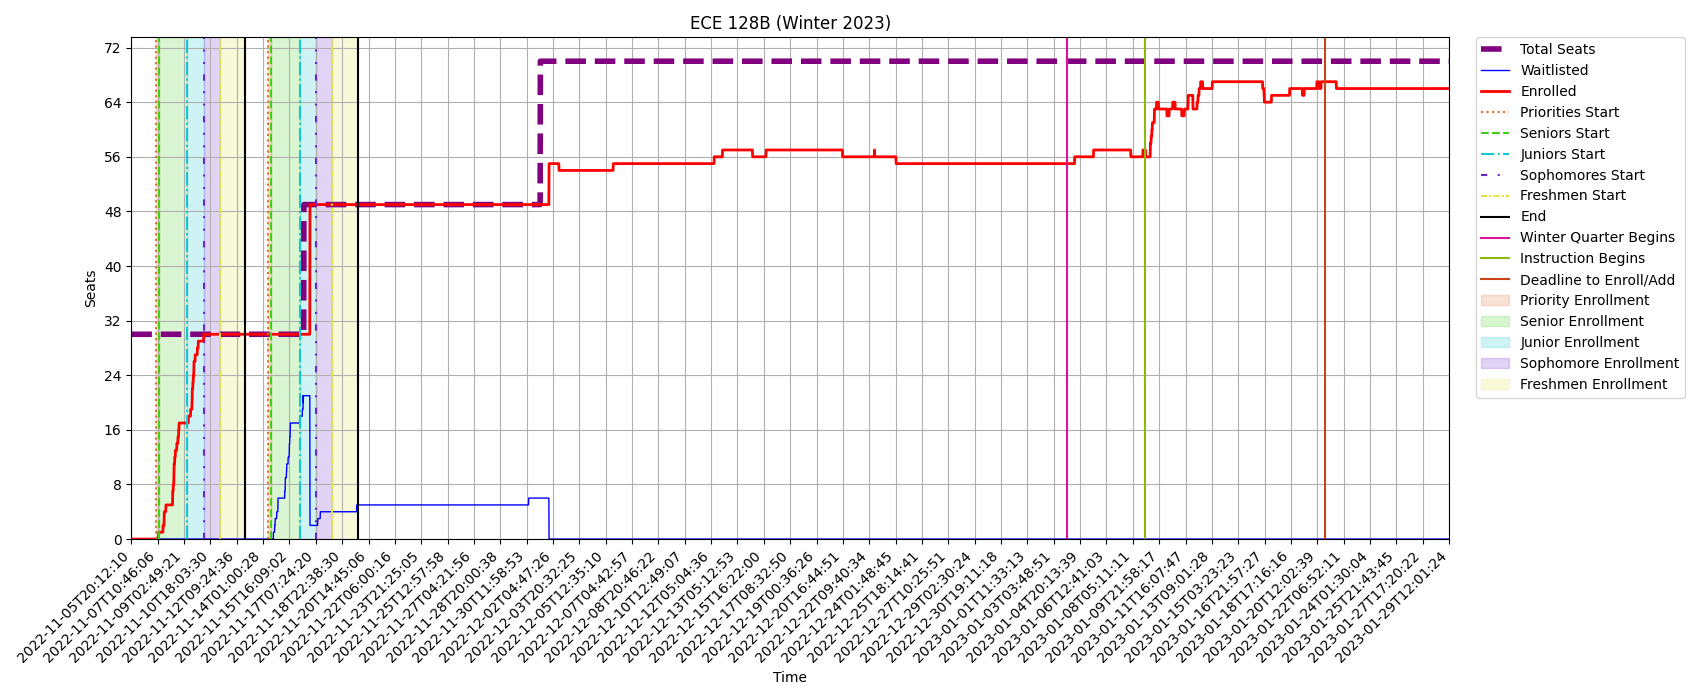 ECE 128B (Winter 2023)
Seats
72
64
56
48
40
32
24
16
8
0
2022-11-05T20:12:10
2022-11-07T10:46:06
2022-11-09T02:49:21
2022-11-10T18:03:30
2022-11-12T09:24:36
2022-11-14T01:00:28
2022-11-15T16:09:02
2022-11-17T07:24:20
2022-11-18T22:38:30
2022-11-20T14:45:06
2022-11-22T06:00:16
2022-11-23T21:25:05
2022-11-25T12:57:58
2022-11-27T04:21:56
2022-11-28T20:00:38
2022-11-30T11:58:53
2022-12-02T04:47:26
2022-12-03T20:32:25
2022-12-05T12:35:10
2022-12-07T04:42:57
2022-12-08T20:46:22
2022-12-10T12:49:07
2022-12-12T05:04:36
2022-12-13T05:12:53
2022-12-15T16:22:00
2022-12-17T08:32:50
2022-12-19T00:36:26
2022-12-20T16:44:51
2022-12-22T09:40:34
2022-12-24T01:48:45
2022-12-25T18:14:41
2022-12-27T10:25:51
2022-12-29T02:30:24
2022-12-30T19:11:18
2023-01-01T11:33:13
2023-01-03T03:48:51
2023-01-04T20:13:39
2023-01-06T12:41:03
2023-01-08T05:11:11
2023-01-09T21:58:17
2023-01-11T16:07:47
2023-01-13T09:01:28
2023-01-15T03:23:23
2023-01-16T21:57:27
2023-01-18T17:16:16
2023-01-20T12:02:39
2023-01-22T06:52:11
2023-01-24T01:30:04
2023-01-25T21:43:45
2023-01-27T17:20:22
2023-01-29T12:01:24
Time
Total Seats
Waitlisted
Enrolled
Priorities Start
Seniors Start
Juniors Start
Sophomores Start
Freshmen Start
End
Winter Quarter Begins
Instruction Begins
Deadline to Enroll/Add
Priority Enrollment
Senior Enrollment
Junior Enrollment
Sophomore Enrollment
Freshmen Enrollment